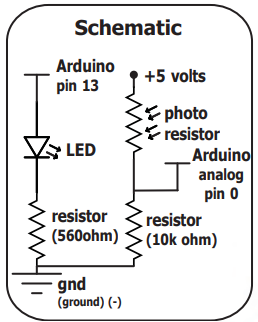 Schematic
Arduino
pin 13
+5 volts
photo
resistor
LED
Arduino
analog
pin 0
resistor
(560ohm)
resistor
(10k ohm)
gnd
(ground) (-)